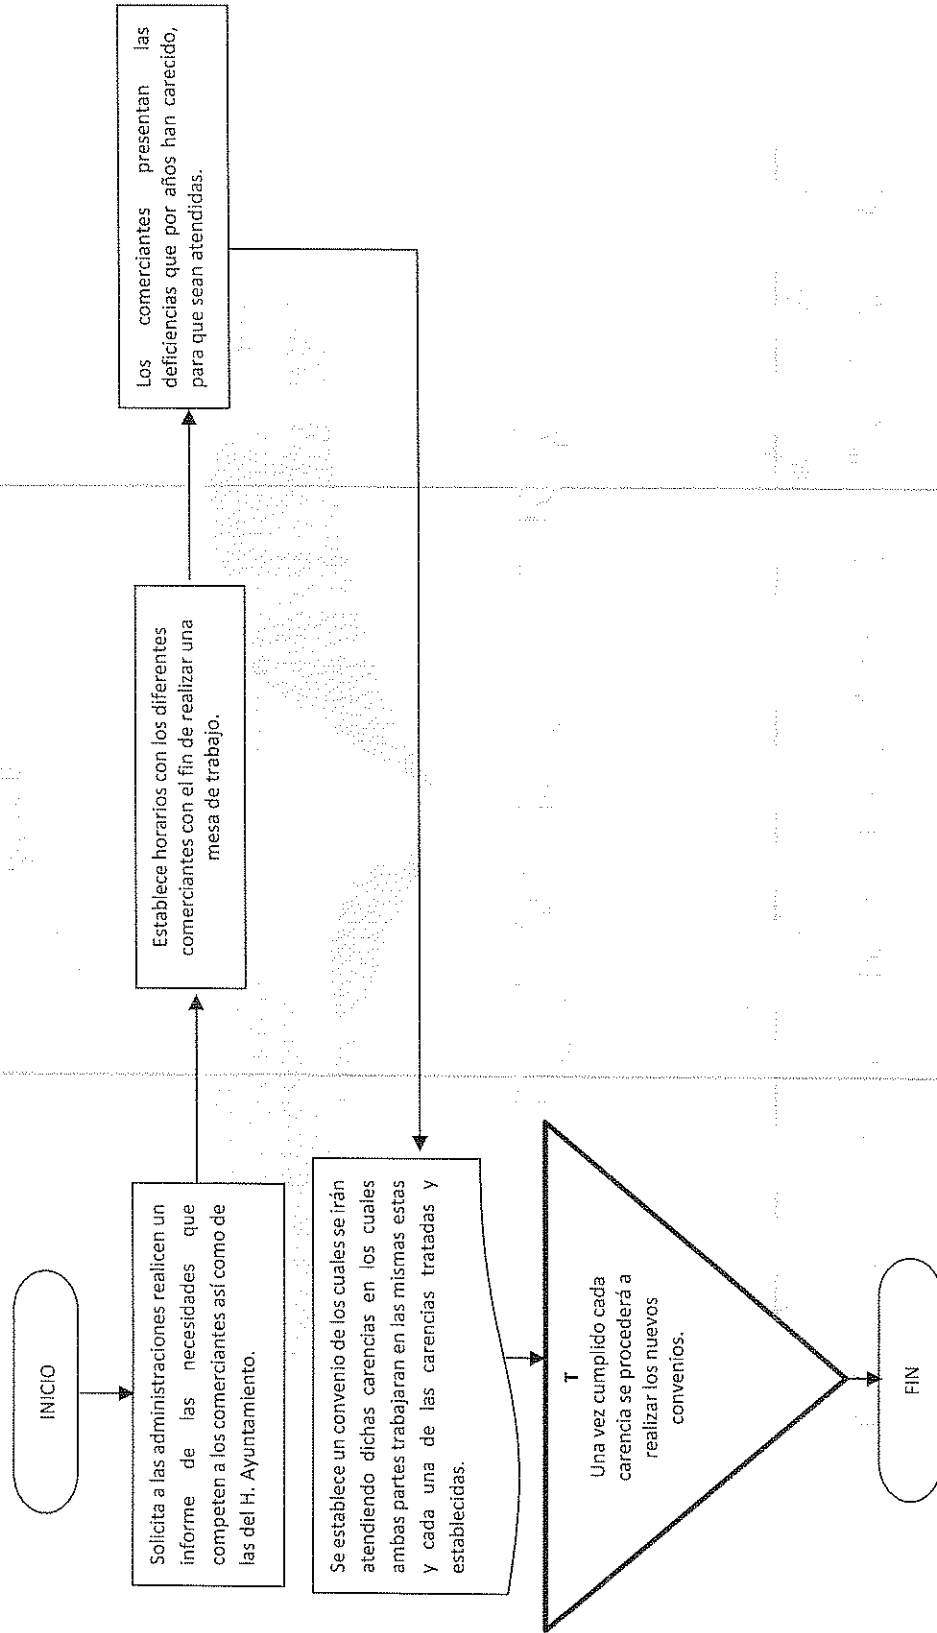 INICIO
Solicita a las administraciones realicen un
informe de las necesidades que
competen a los comerciantes así como de
las del H. Ayuntamiento.
Establece horarios con los diferentes
comerciantes con el fin de realizar una
mesa de trabajo.
Los comerciantes presentan las
deficiencias que por años han carecido,
para que sean atendidas.
Se establece un convenio de los cuales se irán
atendiendo dichas carencias en los cuales
ambas partes trabajaran en las mismas estas
y cada una de las carencias tratadas y
establecidas.
T
Una vez cumplido cada
carencia se procederá a
realizar los nuevos
convenios.
FIN